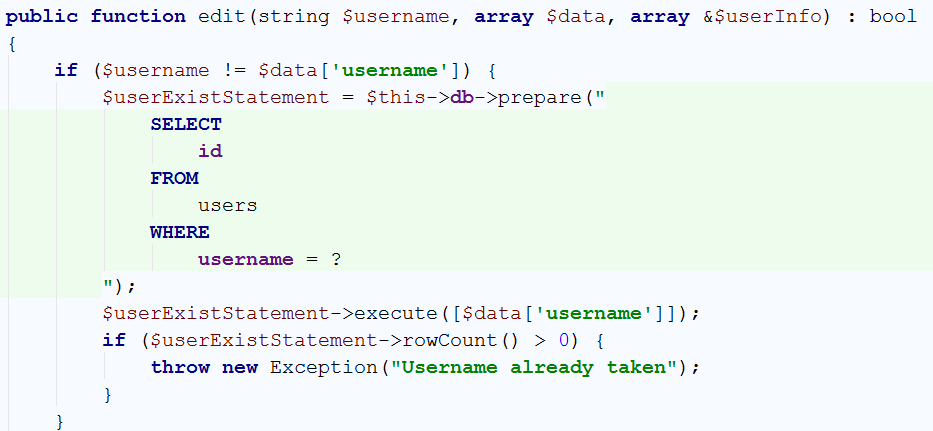 public function edit(string $username, array $data, array &$userInfo) : bool
{
    if ($username != $data['username']) {
        $userExistStatement = $this->db->prepare("
            SELECT
                id
            FROM
                users
            WHERE
                username = ?
        ");
        $userExistStatement->execute([$data['username']]);
        if ($userExistStatement->rowCount() > 0) {
            throw new Exception("Username already taken");
        }
    }